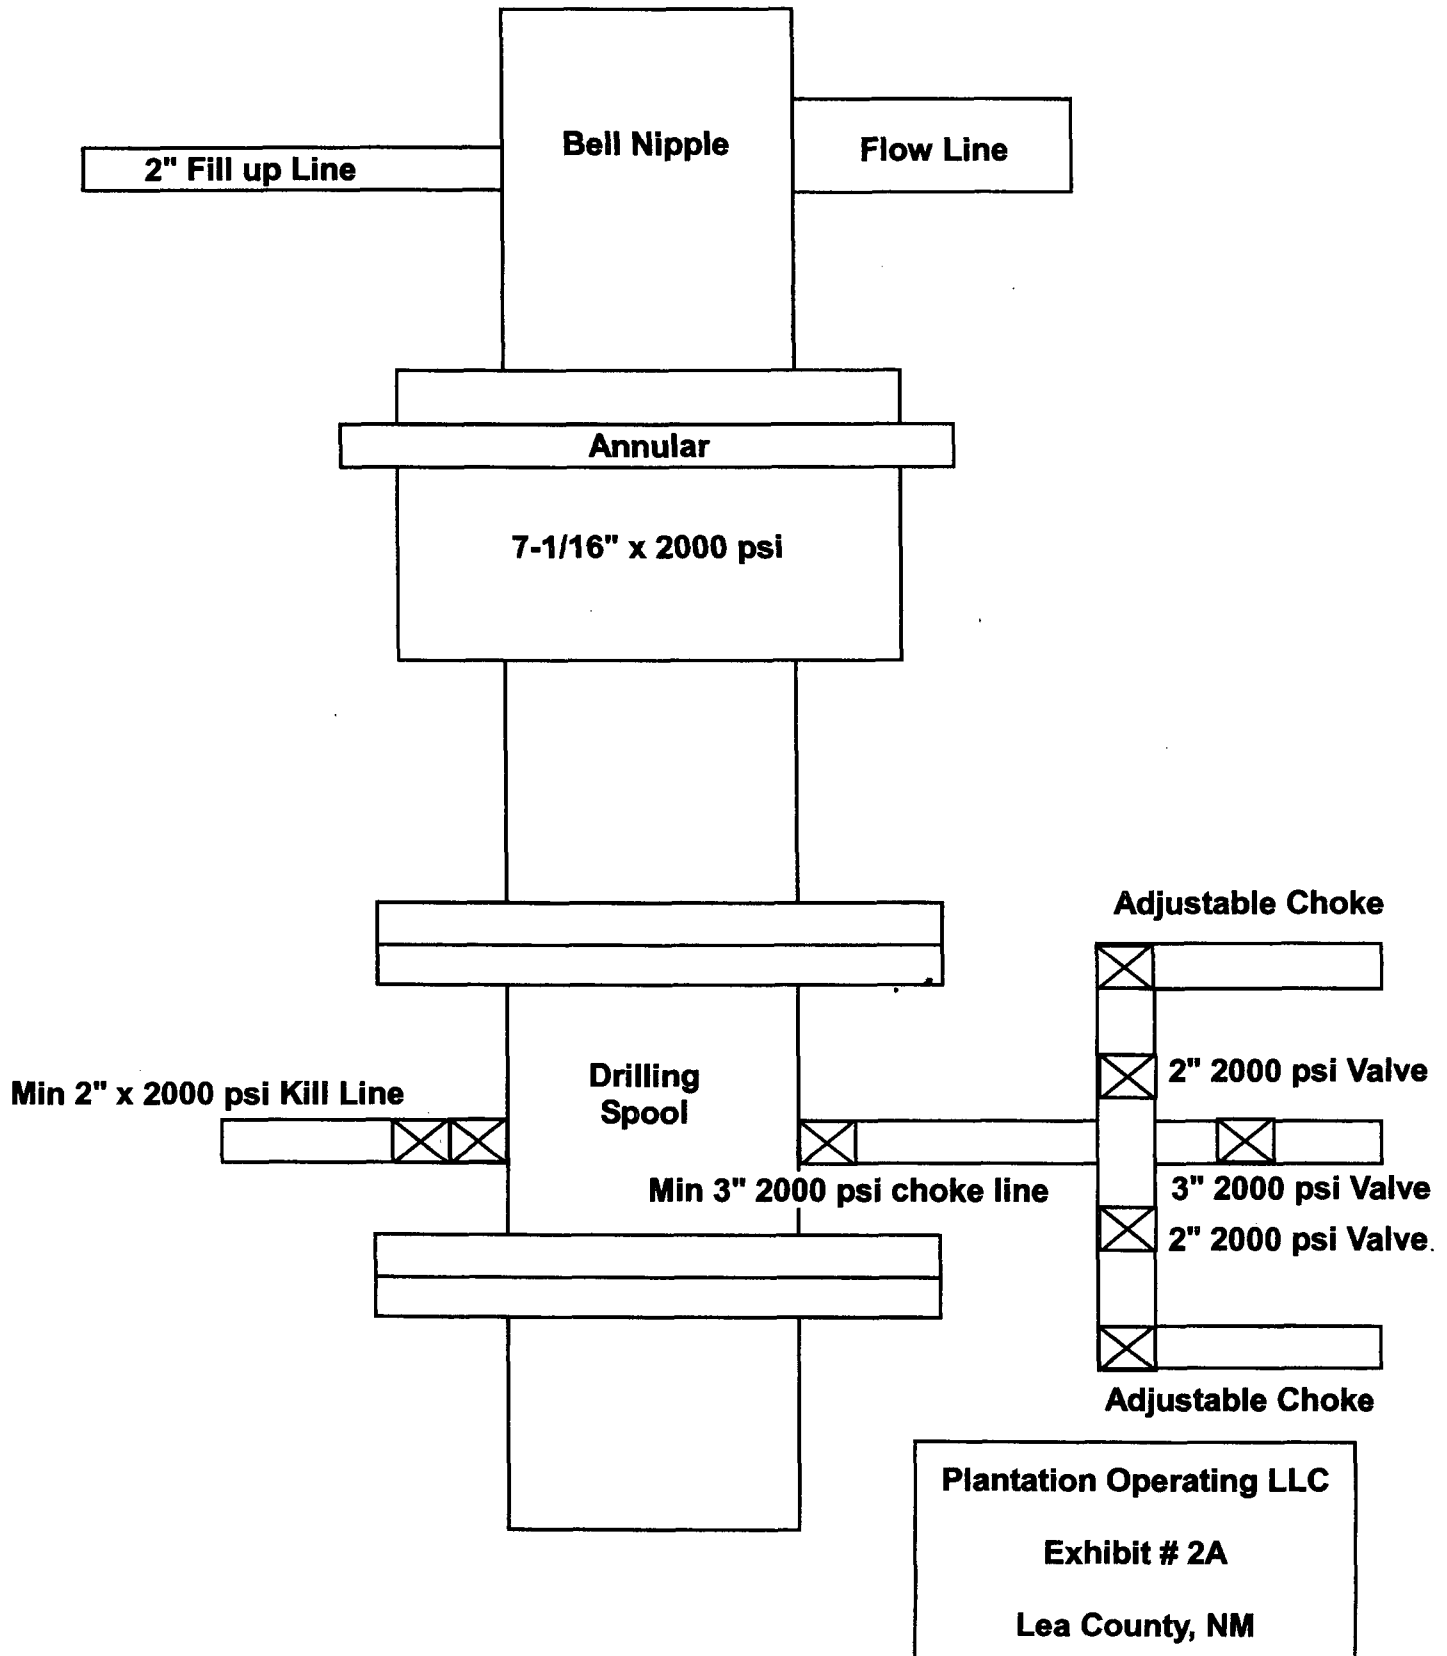 Bell Nipple
Flow Line
2" Fill up Line
Annular
7-1/16" x 2000 psi
Adjustable Choke
Drilling
Spool
2" 2000 psi Valve
Min 2" x 2000 psi Kill Line
Min 3" 2000 psi choke line
3" 2000 psi Valve
2" 2000 psi Valve
Adjustable Choke
Plantation Operating LLC
Exhibit # 2A
Lea County, NM